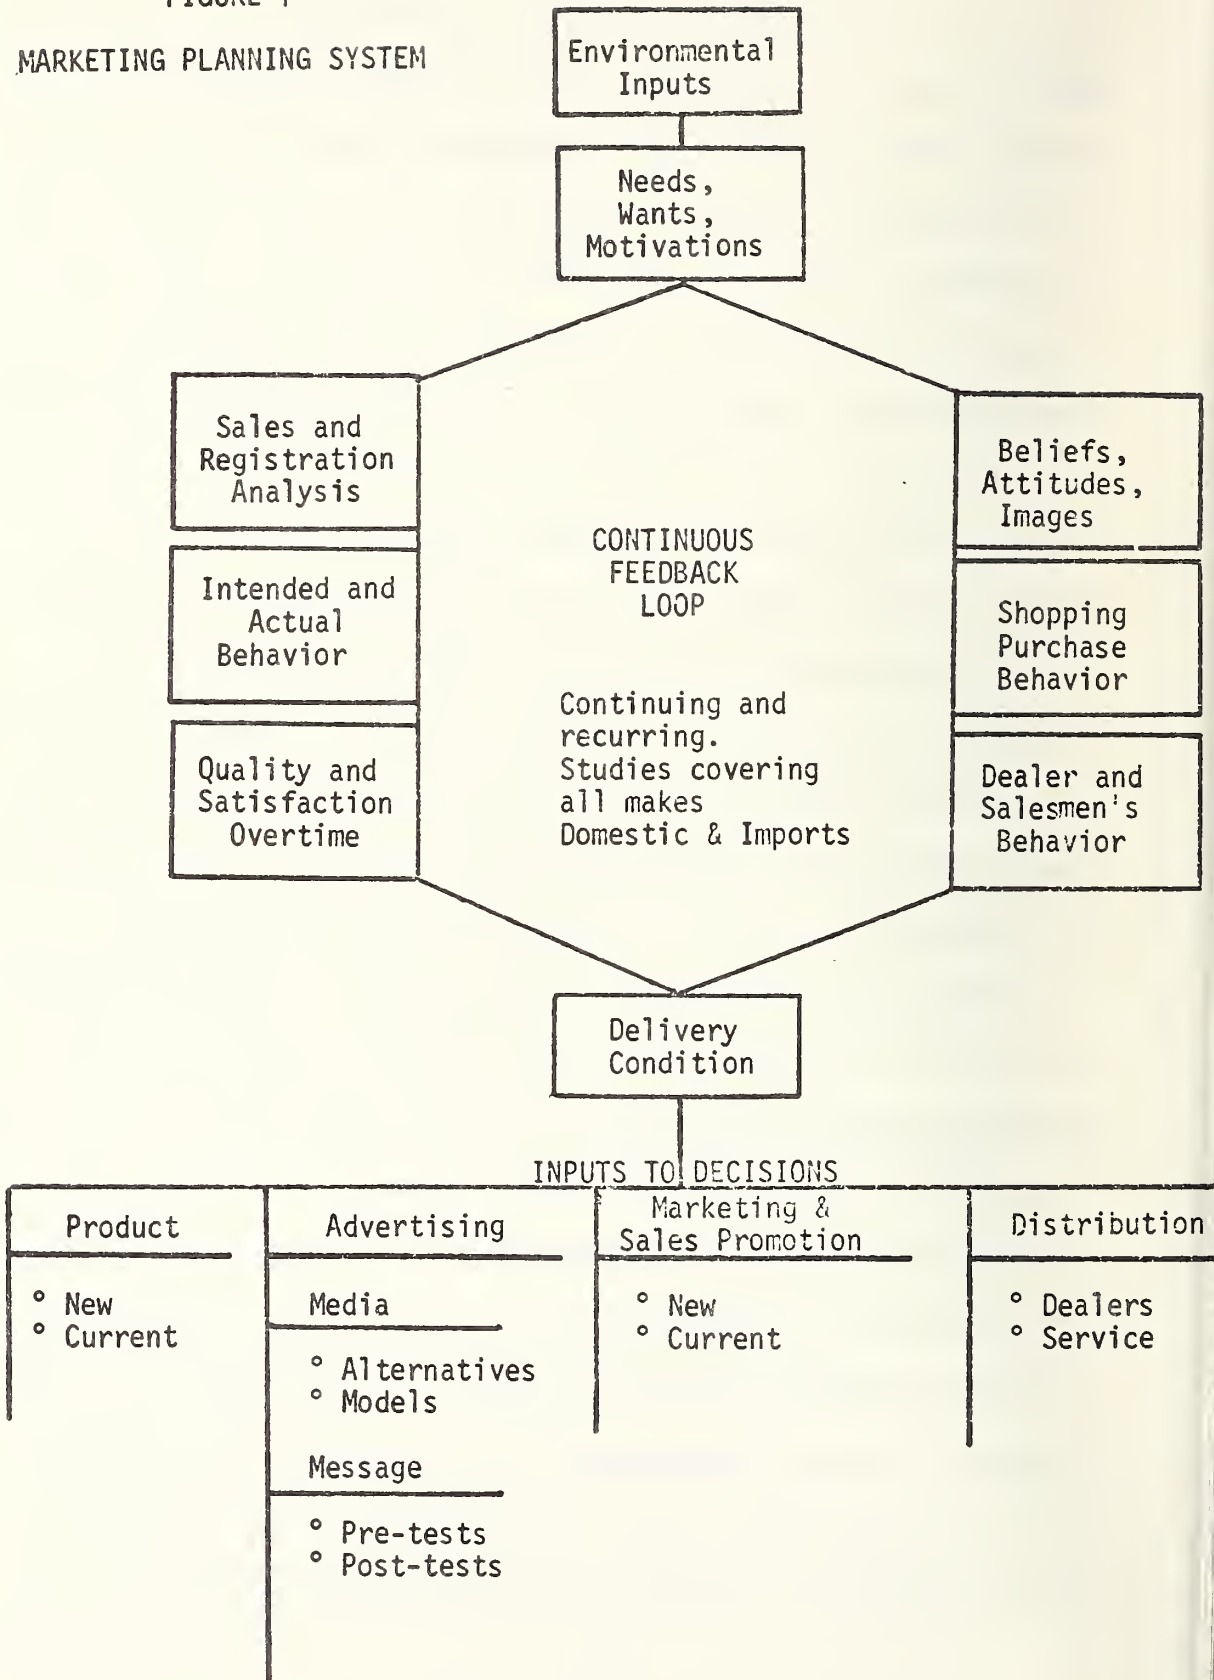 FIGURE 1
MARKETING PLANNING SYSTEM
Environmental
Inputs
Needs,
Wants,
Motivations
Sales and
Registration
Analysis
Intended and
Actual
Behavior
Quality and
Satisfaction
Overtime
CONTINUOUS
FEEDBACK
LOOP
Continuing and
recurring.
Studies covering
all makes
Domestic & Imports
Beliefs,
Attitudes,
Images
Shopping
Purchase
Behavior
Dealer and
Salesmen's
Behavior
Delivery
Condition
INPUTS TO DECISIONS
Product
° New
° Current
Advertising
Media
° Alternatives
° Models
Message
° Pre-tests
° Post-tests
Marketing &
Sales Promotion
° New
° Current
Distribution
° Dealers
° Service